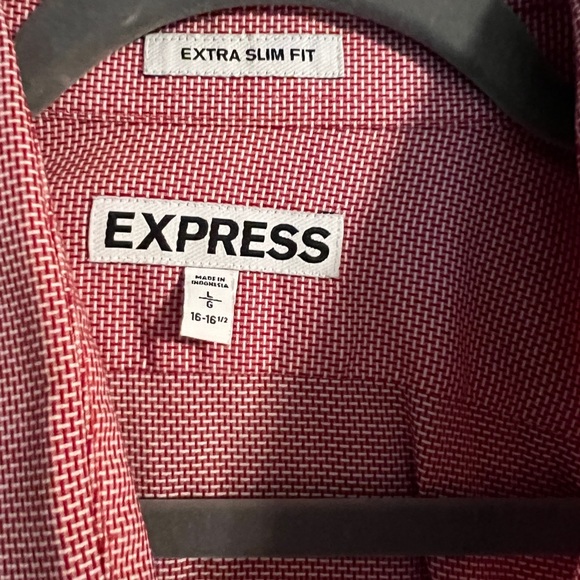 EXTRA SLIM FIT
EXPRESS
MADE IN
INDONESIA
L
G
16-16 1/2